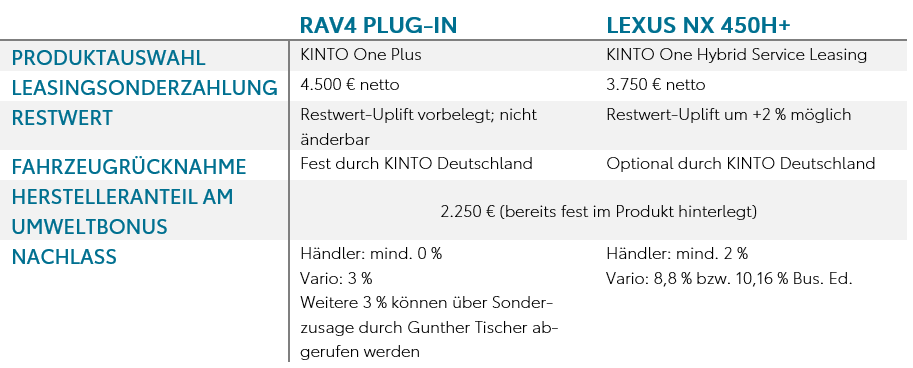 RAV4 PLUG-IN LEXUS NX 450H+
PRODUKTAUSWAHL KINTO One Plus KINTO One Hybrid Service Leasing
LEASINGSONDERZAHLUNG 4.500 € netto 3.750 € netto
RESTWERT Restwert-Uplift vorbelegt; nicht Restwert-Uplift um +2 % möglich
änderbar
FAHRZEUGRÜCKNAHME Fest durch KINTO Deutschland Optional durch KINTO Deutschland
HERSTELLERANTEIL AM
2.250 € (bereits fest im Produkt hinterlegt)
UMWELTBONUS
NACHLASS Händler: mind. 0 % Händler: mind. 2 %
Vario: 3 % Vario: 8,8 % bzw. 10,16 % Bus. Ed.
Weitere 3 % können über Sonder-
zusage durch Gunther Tischer ab-
gerufen werden